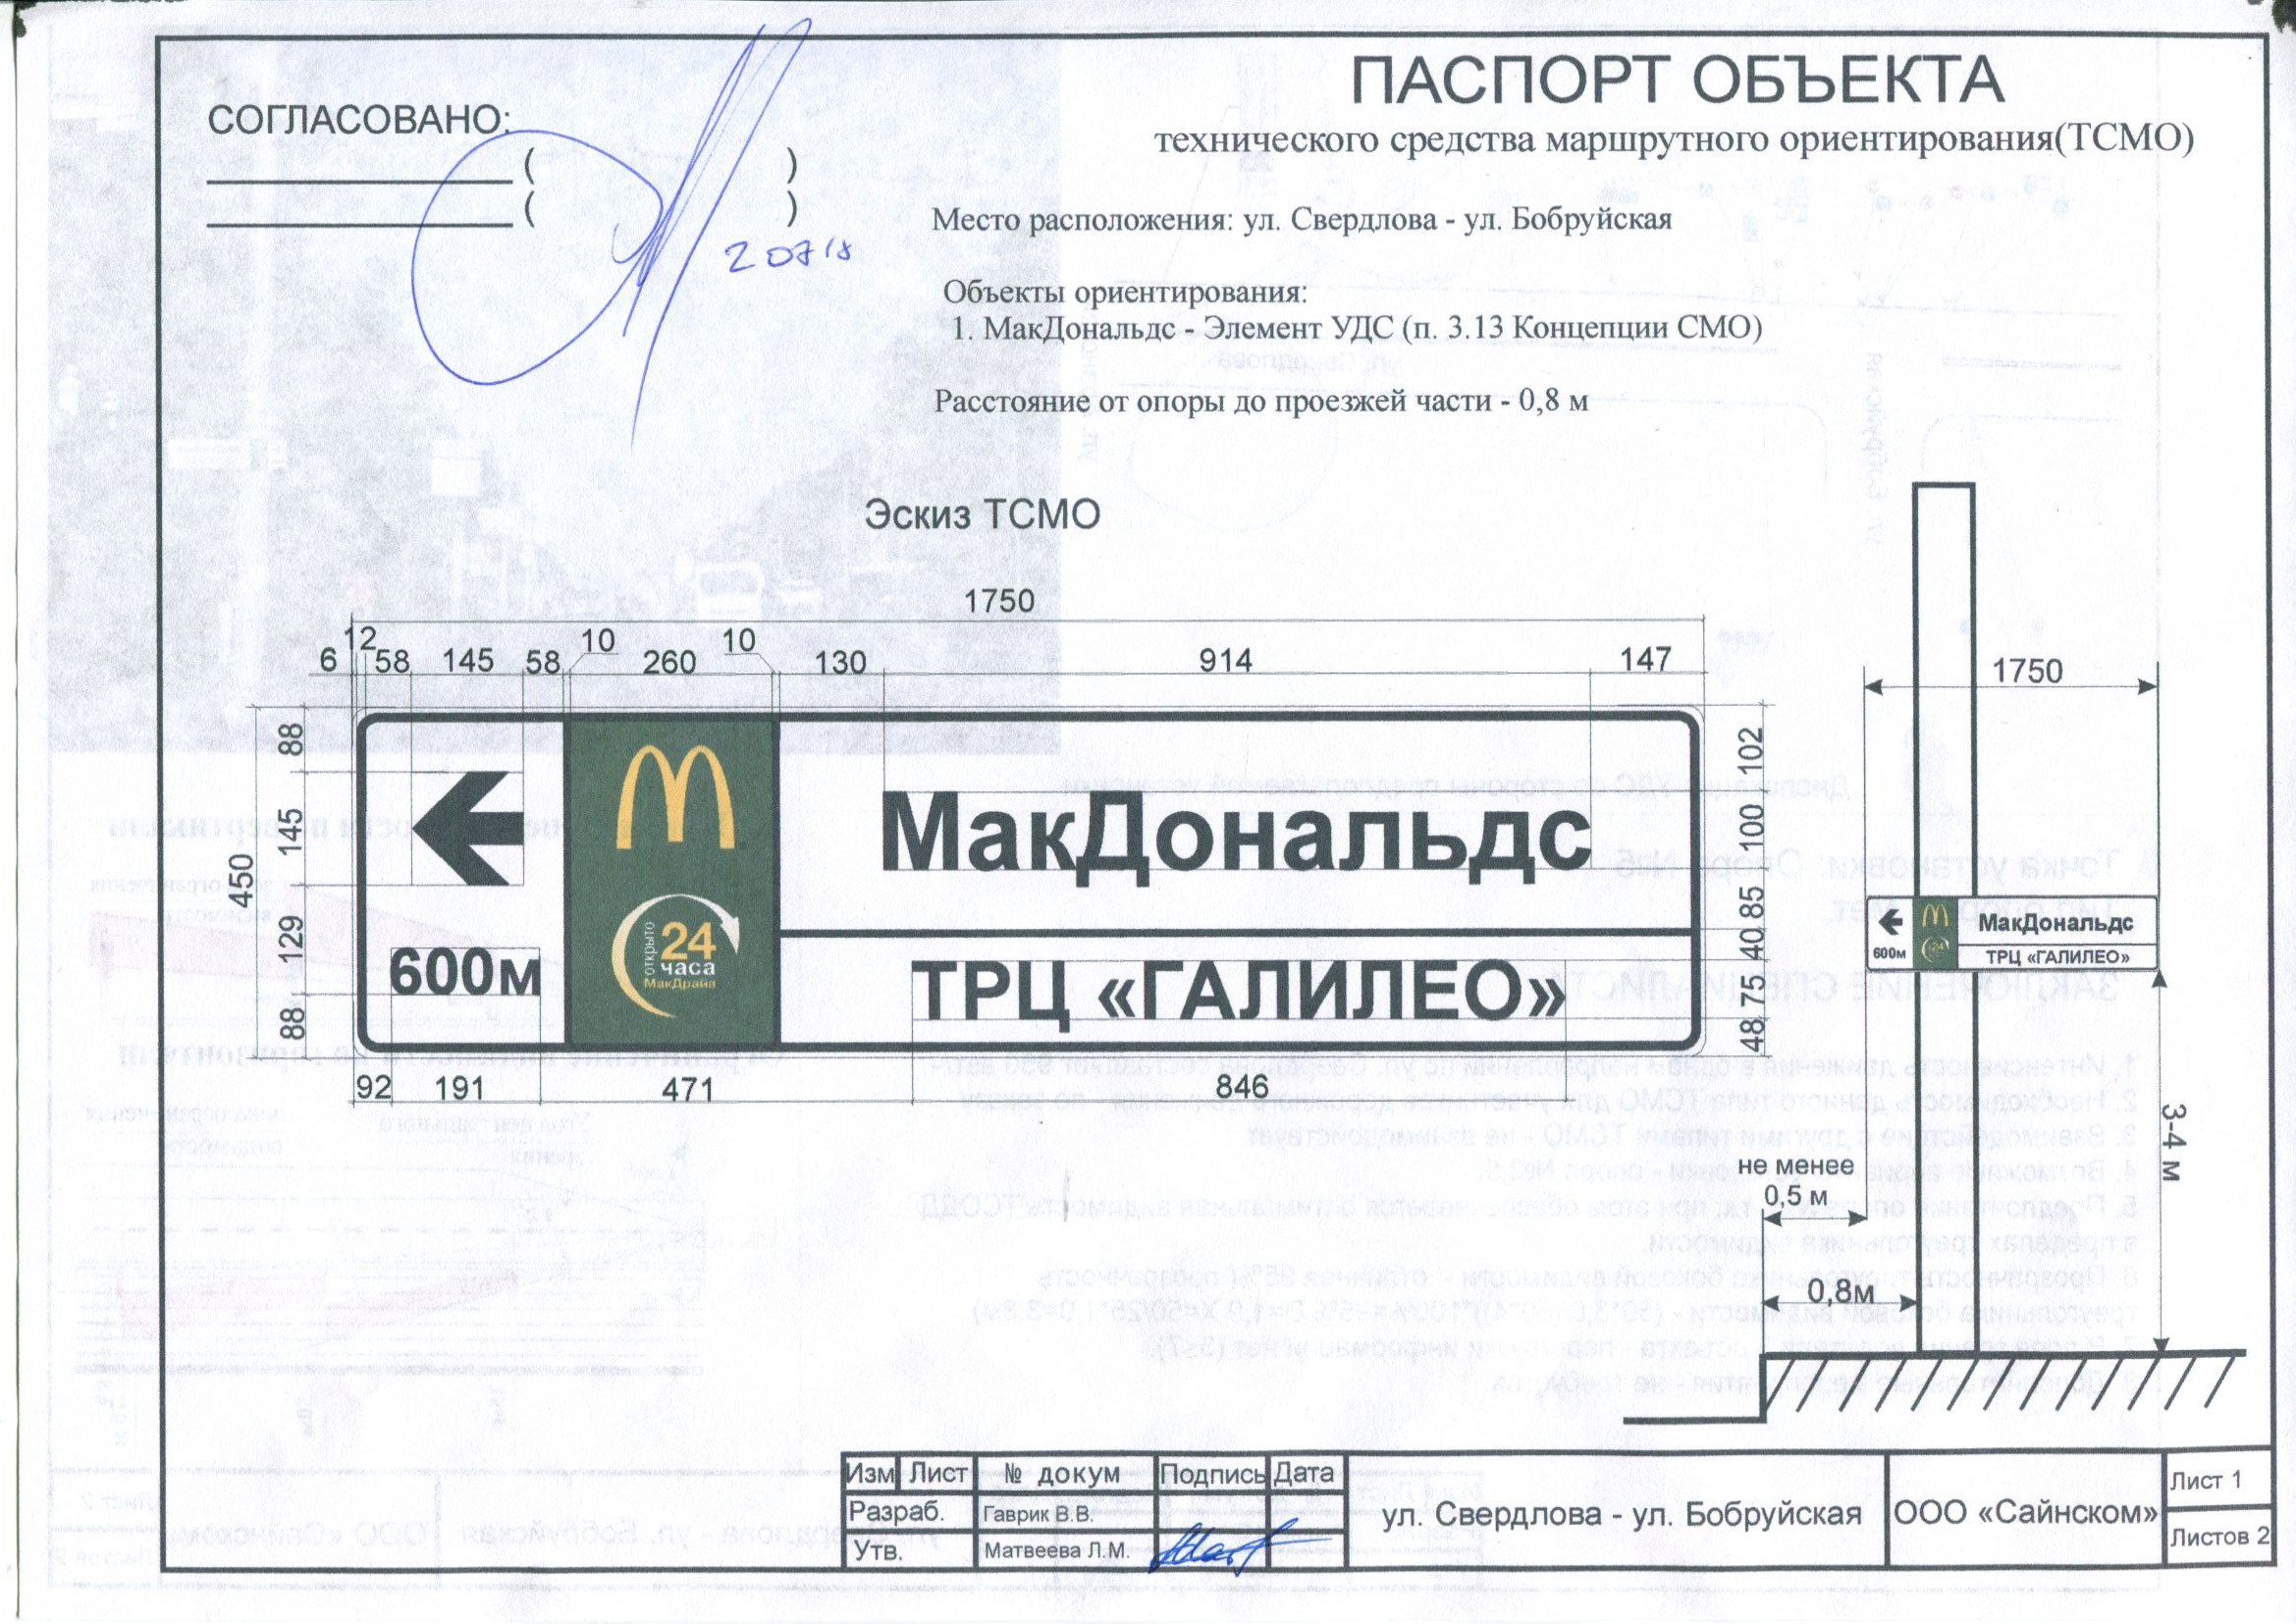 ПАСПОРТ ОБЪЕКТА
технического средства маршрутного ориентирования(ТСМО)
СОГЛАСОВАНО:
( )
( )
20718
Место расположения: ул. Свердлова - ул. Бобруйская
Объекты ориентирования:
1. МакДональдс - Элемент УДС (п. 3.13 Концепции СМО)
Расстояние от опоры до проезжей части - 0,8 м
Эскиз ТСМО
1750
6 12 58 145 58 10 260 10 130 914 147
450
88 145 129 88
МакДональдс
600м
открыто
24
часа
МакДрайв
ТРЦ «ГАЛИЛЕО»
102 100 85 40 75 48
92 191 471 846
1750
МакДональдс
600м
24
ТРЦ «ГАЛИЛЕО»
3-4 м
не менее
0,5 м
0,8м
Изм Лист № докум Подпись Дата
Разраб. Гаврик В.В.
Утв. Матвеева Л.М.
ул. Свердлова - ул. Бобруйская
ООО «Сайнском»
Лист 1
Листов 2